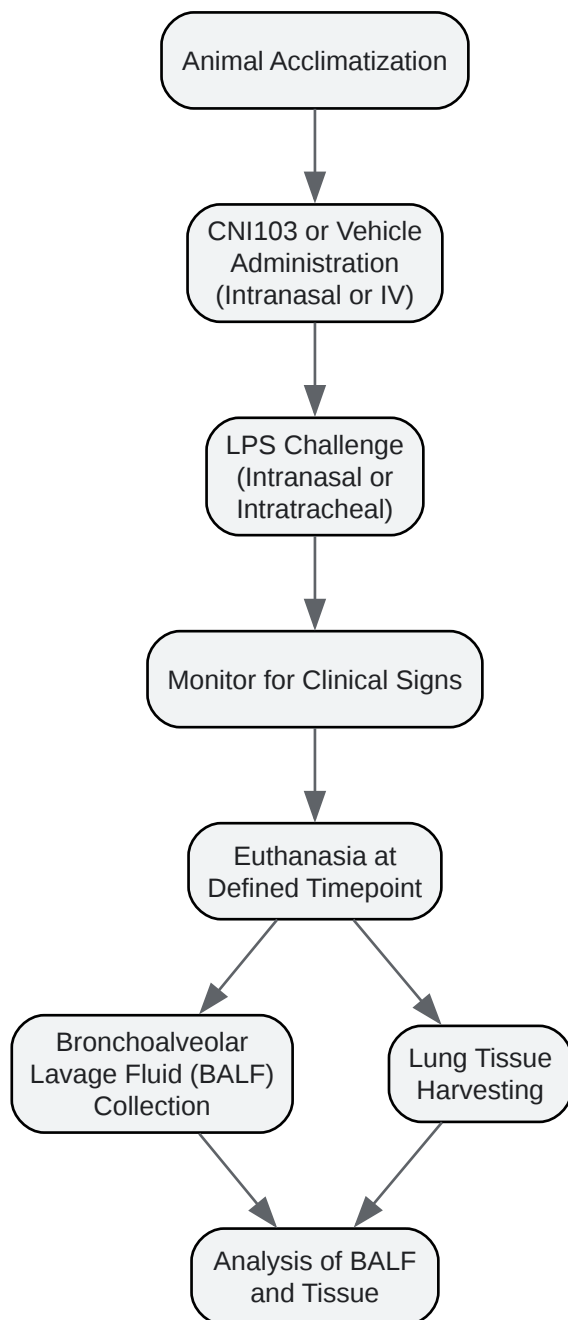 Animal Acclimatization
CNI103 or Vehicle
Administration
(Intranasal or IV)
LPS Challenge
(Intranasal or
Intratracheal)
Monitor for Clinical Signs
Euthanasia at
Defined Timepoint
Bronchoalveolar
Lavage Fluid (BALF)
Collection
Lung Tissue
Harvesting
Analysis of BALF
and Tissue